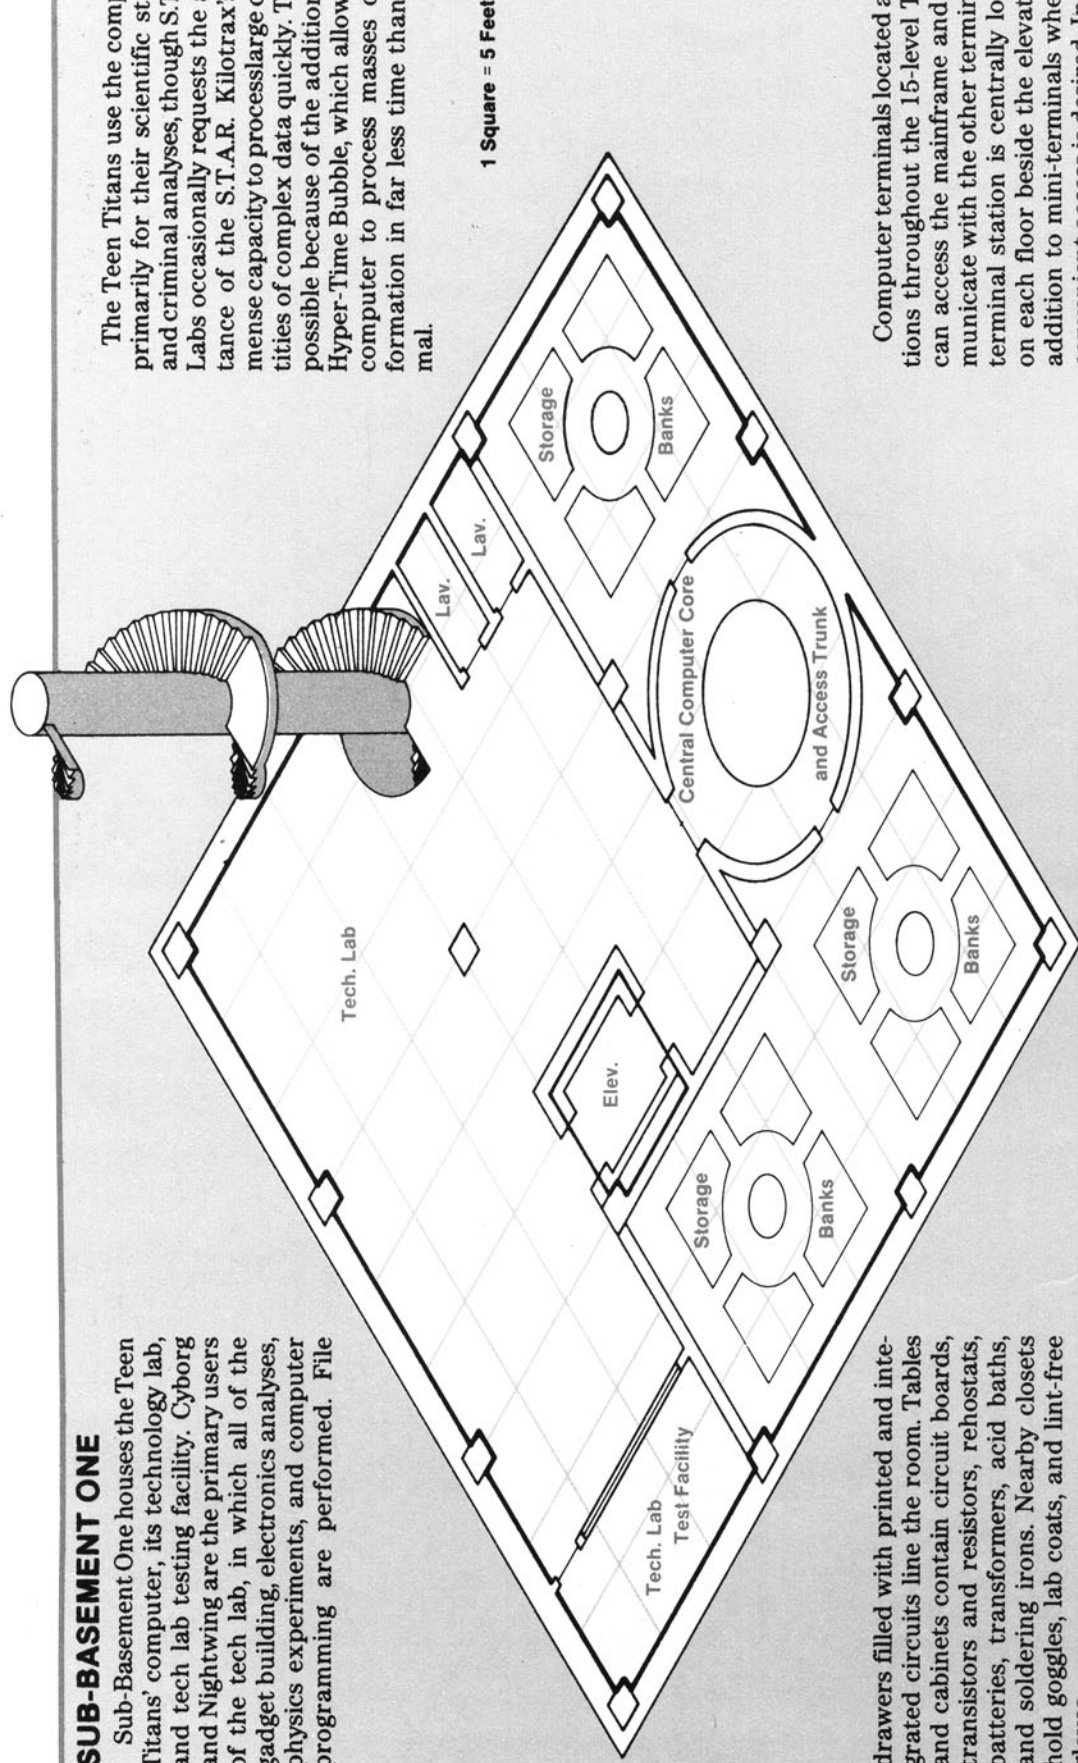 SUB-BASEMENT ONE
Sub-Basement One houses the Teen
Titans' computer, its technology lab,
and tech lab testing facility. Cyborg
and Nightwing are the primary users
of the tech lab, in which all of the
gadget building, electronics analyses,
physics experiments, and computer
programming are performed. File
drawers filled with printed and inte-
grated circuits line the room. Tables
and cabinets contain circuit boards,
transistors and resistors, rehostats,
batteries, transformers, acid baths,
and soldering irons. Nearby closets
hold goggles, lab coats, and lint-free
Tech. Lab
Tech. Lab
Test Facility
Elev.
Lav.
Lav.
Storage
Banks
Storage
Banks
Central Computer Core
and Access Trunk
Storage
Banks
The Teen Titans use the comp
primarily for their scientific st
and criminal analyses, though S.T
Labs occasionally requests the a
tance of the S.T.A.R. Kilotrax'
mense capacity to processlarge
tities of complex data quickly. T
possible because of the addition
Hyper-Time Bubble, which allow
computer to process masses o
formation in far less time than
mal.
1 Square = 5 Feet
Computer terminals located a
tions throughout the 15-level T
can access the mainframe and
municate with the other termin
terminal station is centrally lo
on each floor beside the elevat
addition to mini-terminals whe